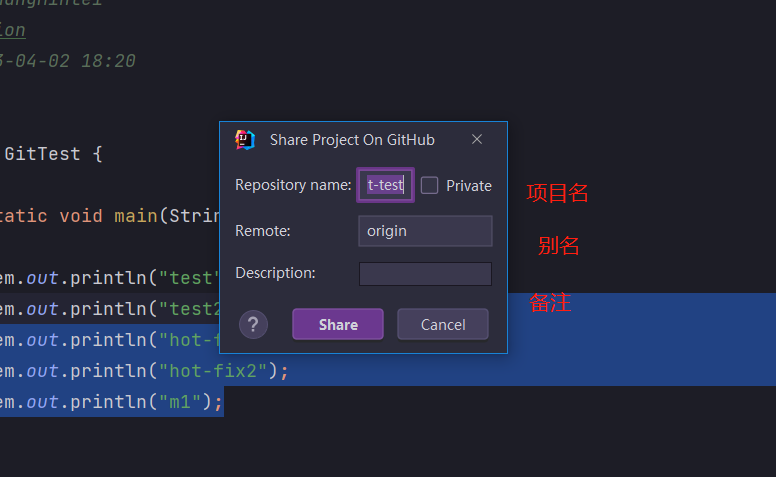 ion
-04-02 18:20
GitTest {
tatic void main(Strin
em.out.println("test"
em.out.println("test2
em.out.println("hot-f
em.out.println("hot-fix2");
em.out.println("m1");
Share Project On GitHub
Repository name: t-test Private
Remote: origin
Description:
? Share Cancel
项目名
别名
备注